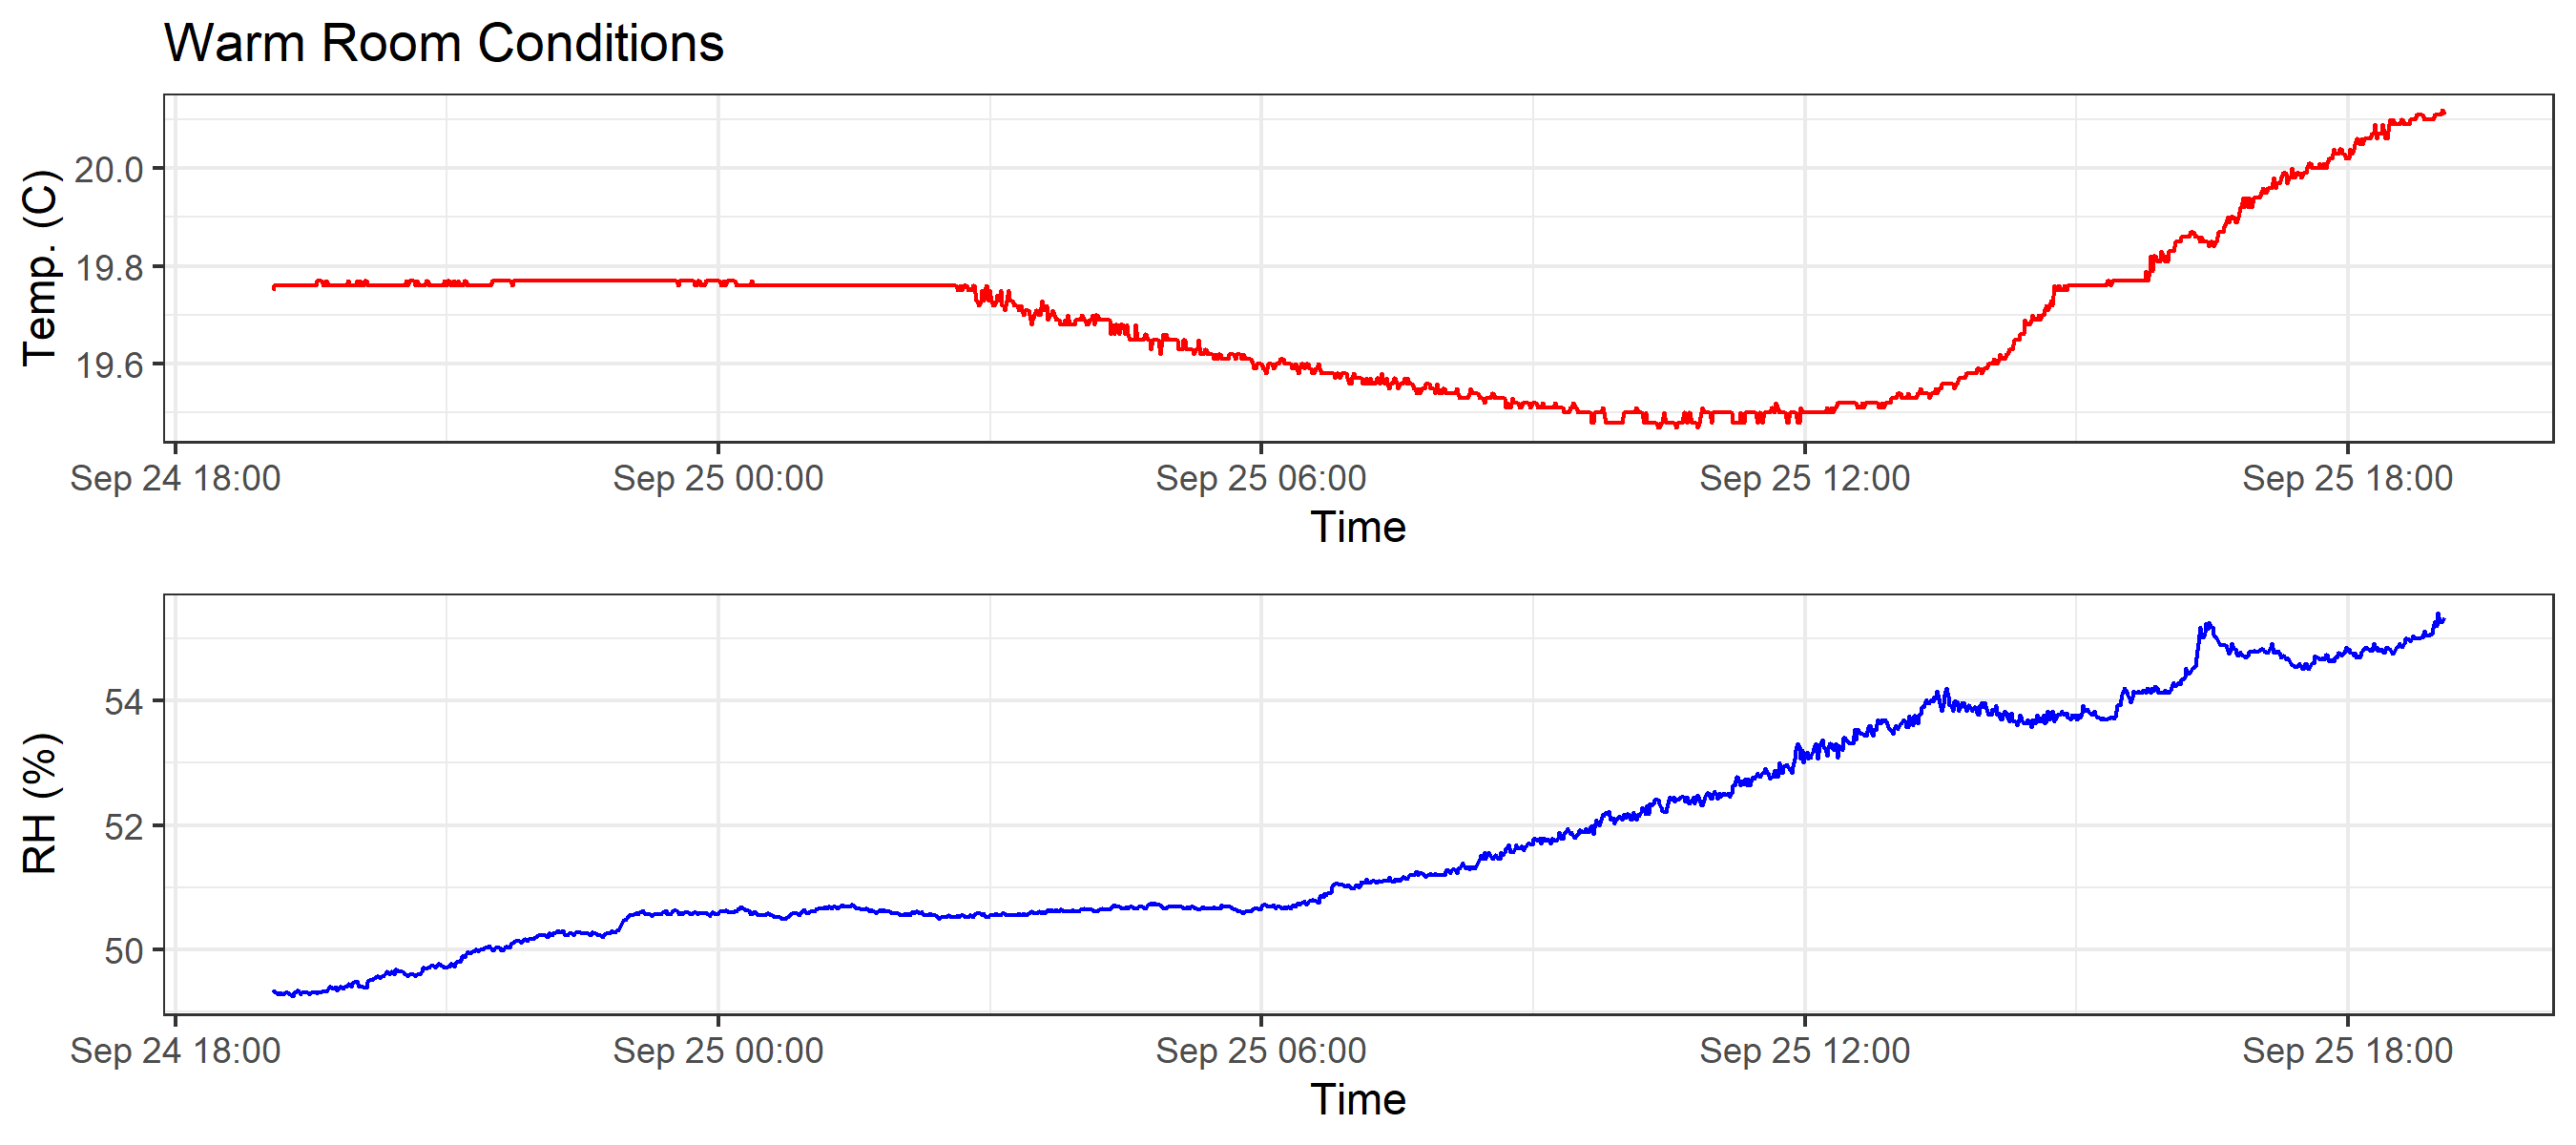 Warm Room Conditions
Temp. (C)
20.0
19.8
19.6
Sep 24 18:00 Sep 25 00:00 Sep 25 06:00 Sep 25 12:00 Sep 25 18:00
Time
RH (%)
54
52
50
Sep 24 18:00 Sep 25 00:00 Sep 25 06:00 Sep 25 12:00 Sep 25 18:00
Time